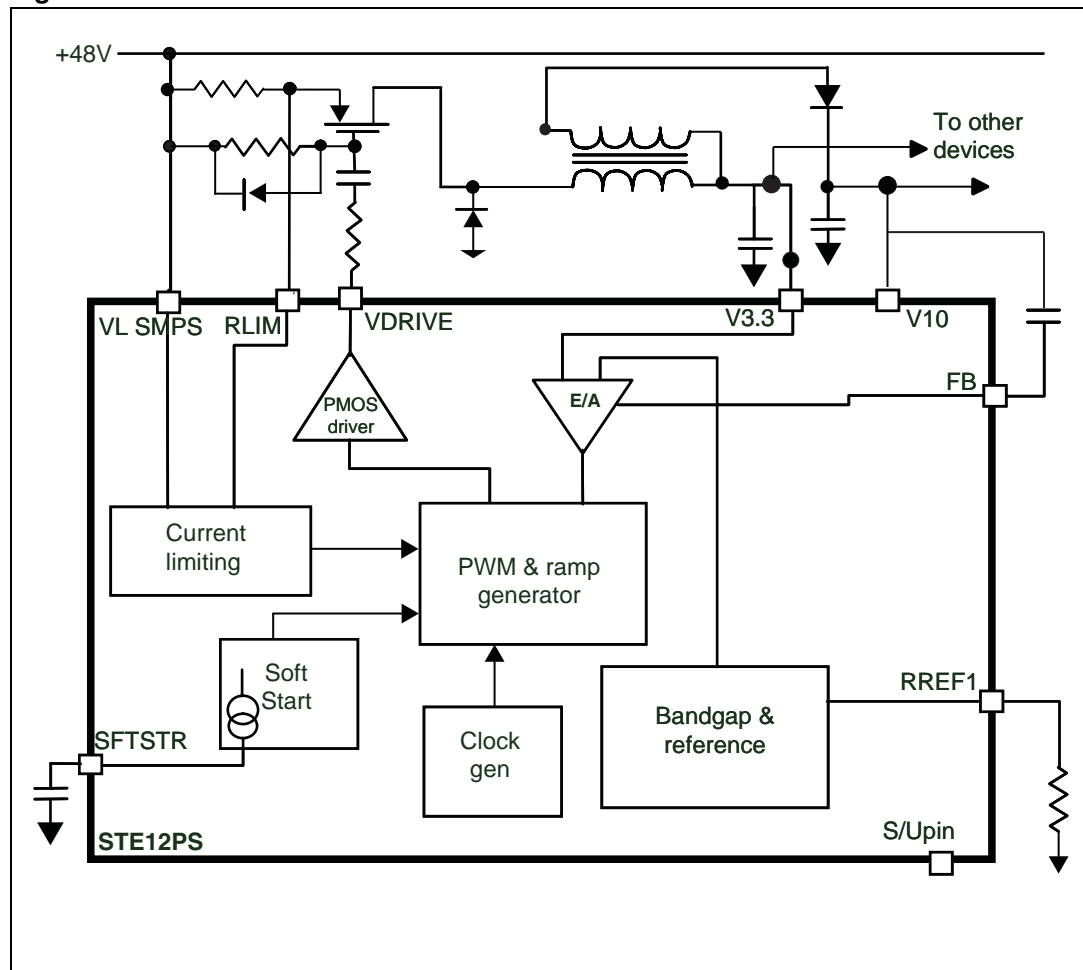 +48V
To other
devices
VL SMPS
RLIM
VDRIVE
V3.3
V10
FB
E/A
PMOS
driver
Current
limiting
PWM & ramp
generator
Soft
Start
RREF1
Bandgap &
reference
SFTSTR
Clock
gen
S/Upin
STE12PS